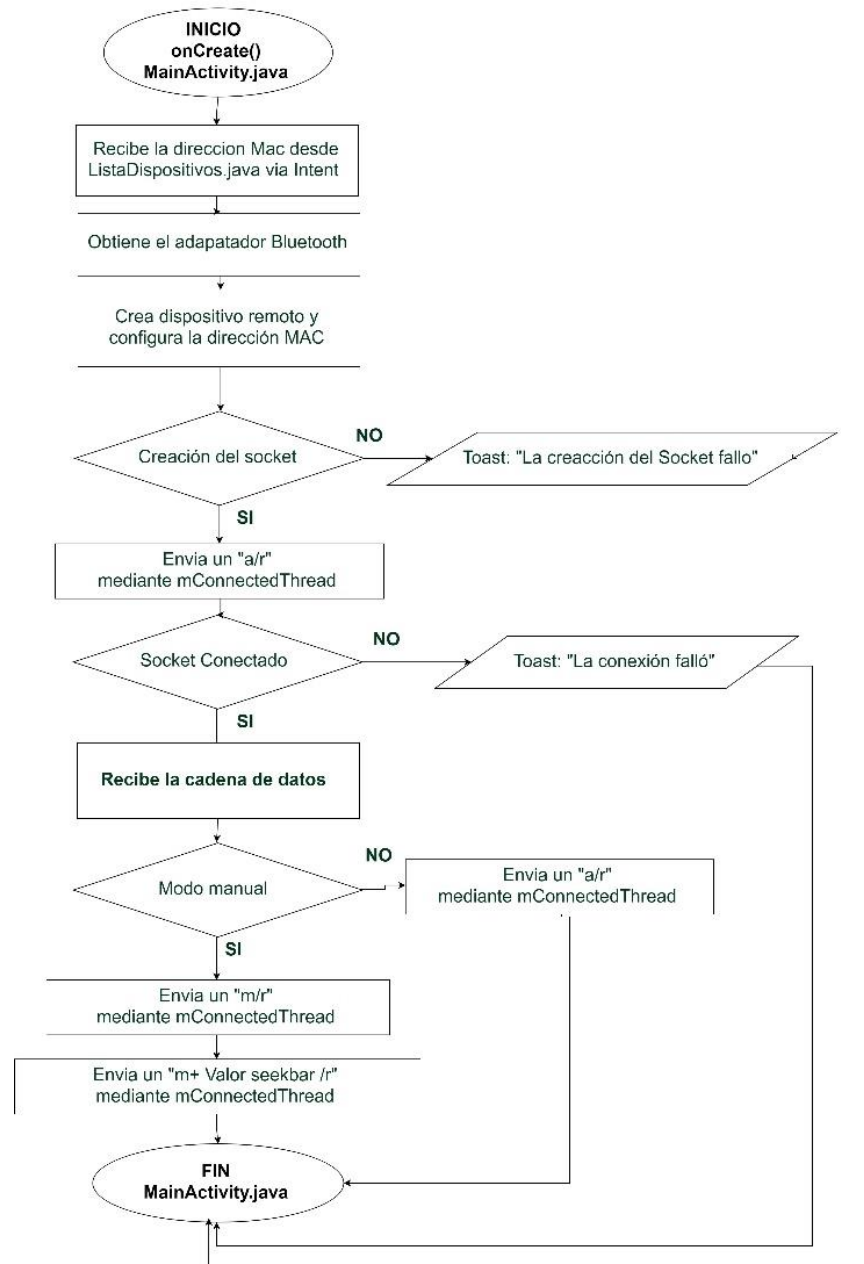 INICIO
onCreate()
MainActivity.java
Recibe la direccion Mac desde
ListaDispositivos.java via Intent
Obtiene el adapatador Bluetooth
Crea dispositivo remoto y
configura la dirección MAC
Creación del socket
NO
Toast: "La creacción del Socket fallo"
SI
Envia un "a/r"
mediante mConnectedThread
Socket Conectado
NO
Toast: "La conexión falló"
SI
Recibe la cadena de datos
Modo manual
NO
Envia un "a/r"
mediante mConnectedThread
SI
Envia un "m/r"
mediante mConnectedThread
Envia un "m+ Valor seekbar /r"
mediante mConnectedThread
FIN
MainActivity.java